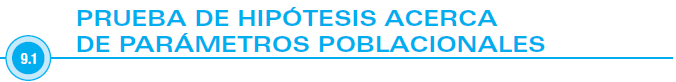 PRUEBA DE HIPÓTESIS ACERCA
DE PARÁMETROS POBLACIONALES
9.1